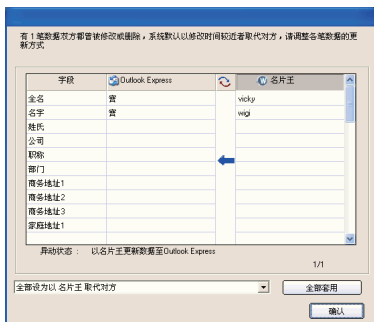 有 1 笔数据双方都曾被修改或删除，系统默认以修改时间较近者取代对方，请调整各笔数据的更
新方式
字段 Outlook Express 名片王
全名 寶 vicky
名字 寶 wigi
姓氏
公司
职称
部门
商务地址1
商务地址2
商务地址3
家庭地址1
异动状态： 以名片王更新数据至Outlook Express
1/1
全部设为以 名片王 取代对方 全部套用
确认